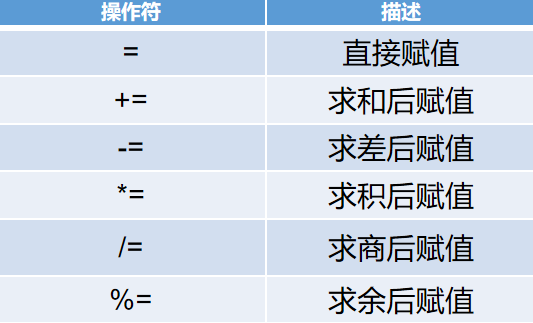 操作符 描述
= 直接赋值
+= 求和后赋值
-= 求差后赋值
*= 求积后赋值
/= 求商后赋值
%= 求余后赋值